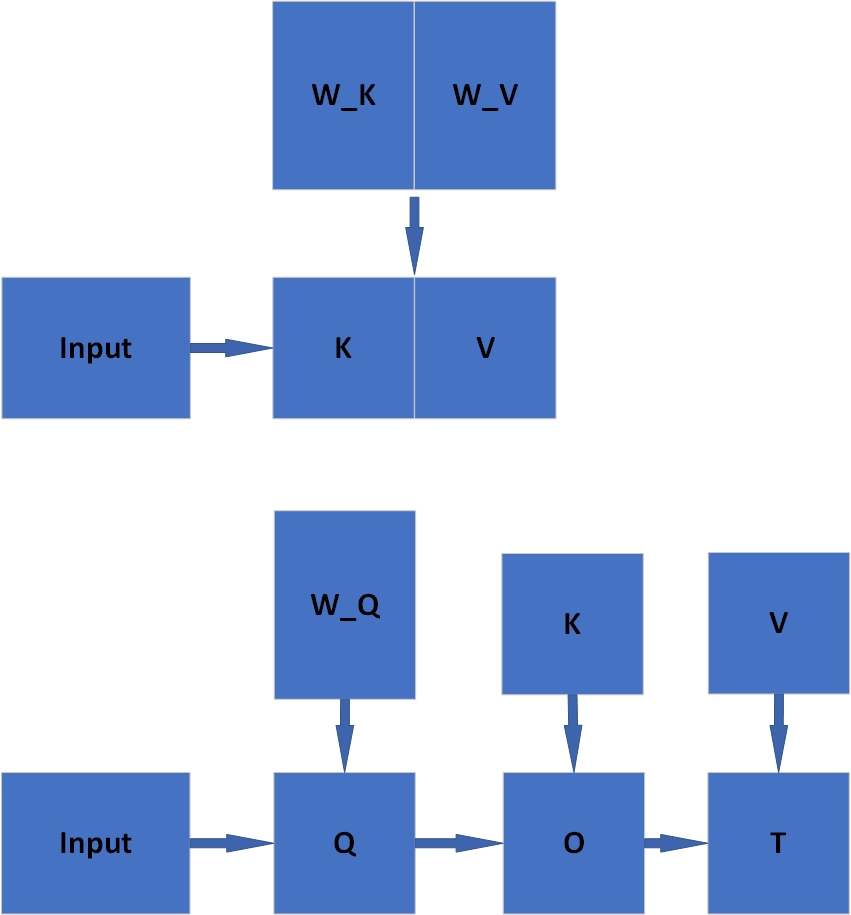 W_K W_V
Input K V
W_Q K V
Input Q O T